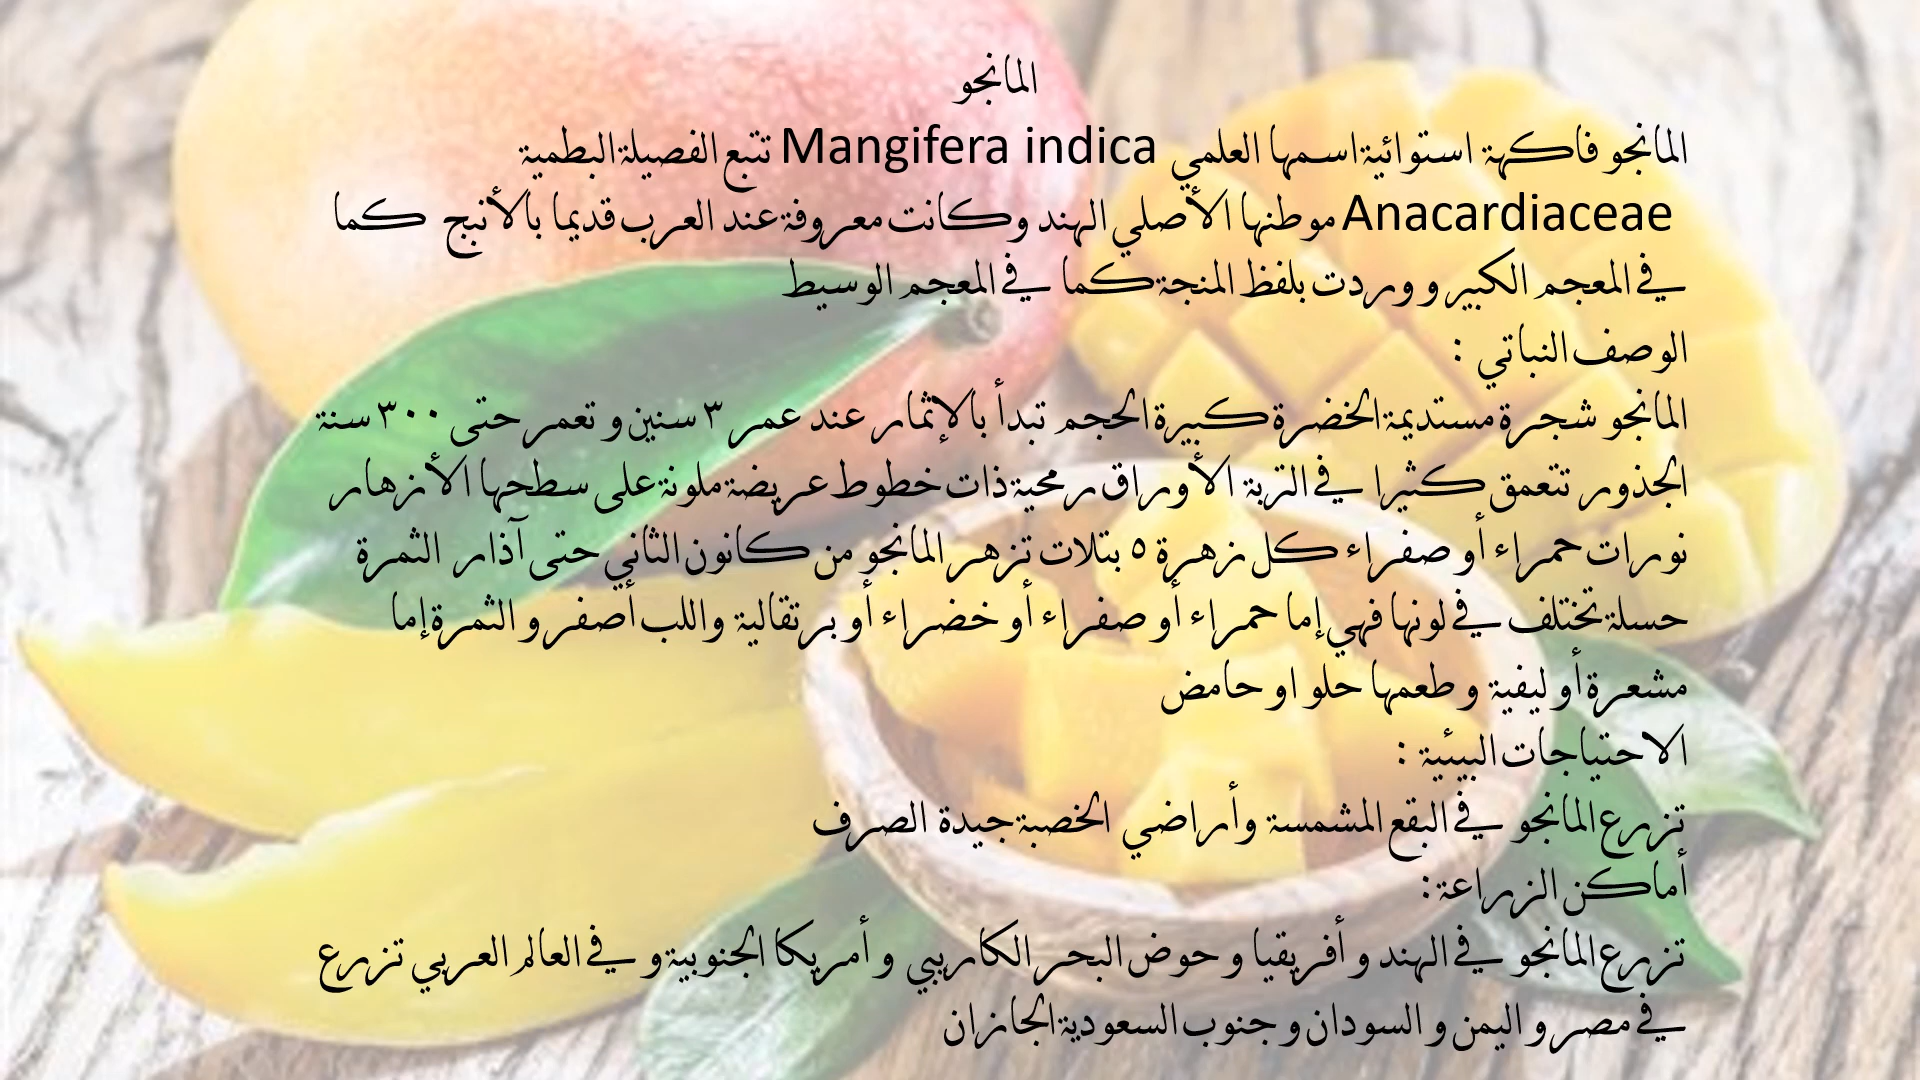 المانجو
المانجو فاكهة استوائية اسمها العلمي Mangifera indica تتبع الفصيلة البطمية
Anacardiaceae موطنها الأصلي الهند وكانت معروفة عند العرب قديما بالأنبج كما
في المعجم الكبير و وردت بلفظ المنجة كما في المعجم الوسيط
الوصف النباتي :
المانجو شجرة مستديمة الخضرة كبيرة الحجم تبدأ بالإثمار عند عمر ٣ سنين و تعمر حتى ٣٠٠ سنة
الجذور تتعمق كثيرا في التربة الأوراق رمحية ذات خطوط عريضة ملونة على سطحها الأزهار
نورات حمراء أو صفراء كل زهرة ٥ بتلات تزهر المانجو من كانون الثاني حتى آذار الثمرة
حسلة تختلف في لونها فهي إما حمراء أو صفراء أو خضراء أو برتقالية واللب أصفر و الثمرة إما
مشعرة أو ليفية و طعمها حلو او حامض
الاحتياجات البيئية :
تزرع المانجو في البقع المشمسة وأراضي الخصبة جيدة الصرف
أماكن الزراعة :
تزرع المانجو في الهند و أفريقيا و حوض البحر الكاريبي و أمريكا الجنوبية و في العالم العربي تزرع
في مصر و اليمن و السودان و جنوب السعودية الجازان